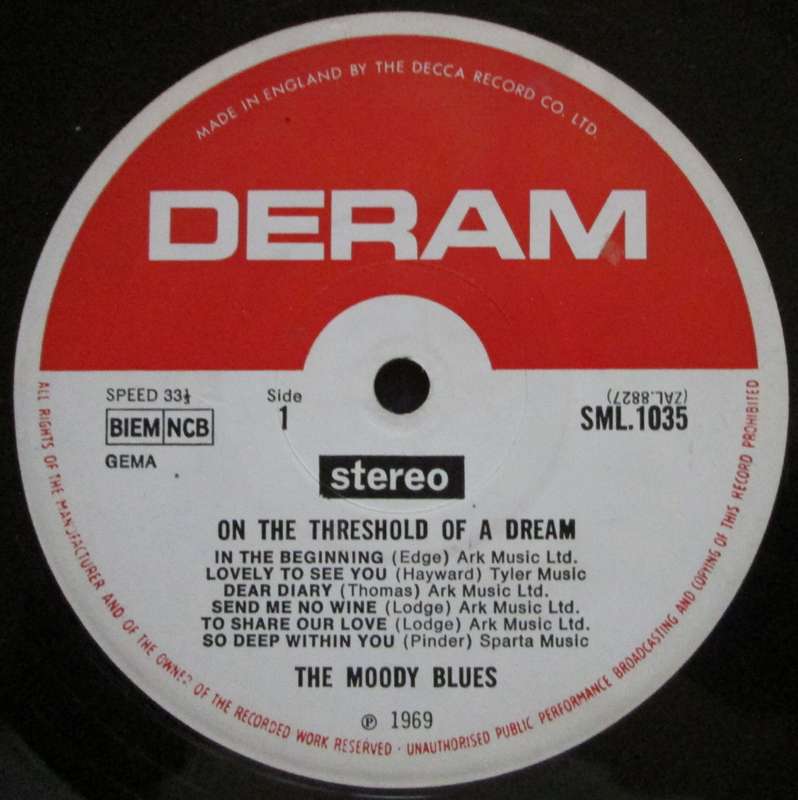 MADE IN ENGLAND BY THE DECCA RECORD CO. LTD.
DERAM
SPEED 33⅓
Side
(ZAL.8827)
BIEM NCB
1
SML.1035
GEMA
stereo
ON THE THRESHOLD OF A DREAM
IN THE BEGINNING (Edge) Ark Music Ltd.
LOVELY TO SEE YOU (Hayward) Tyler Music
DEAR DIARY (Thomas) Ark Music Ltd.
SEND ME NO WINE (Lodge) Ark Music Ltd.
TO SHARE OUR LOVE (Lodge) Ark Music Ltd.
SO DEEP WITHIN YOU (Pinder) Sparta Music
THE MOODY BLUES
℗ 1969
ALL RIGHTS OF THE MANUFACTURER AND OF THE OWNER OF THE RECORDED WORK RESERVED · UNAUTHORISED PUBLIC PERFORMANCE BROADCASTING AND COPYING OF THIS RECORD PROHIBITED